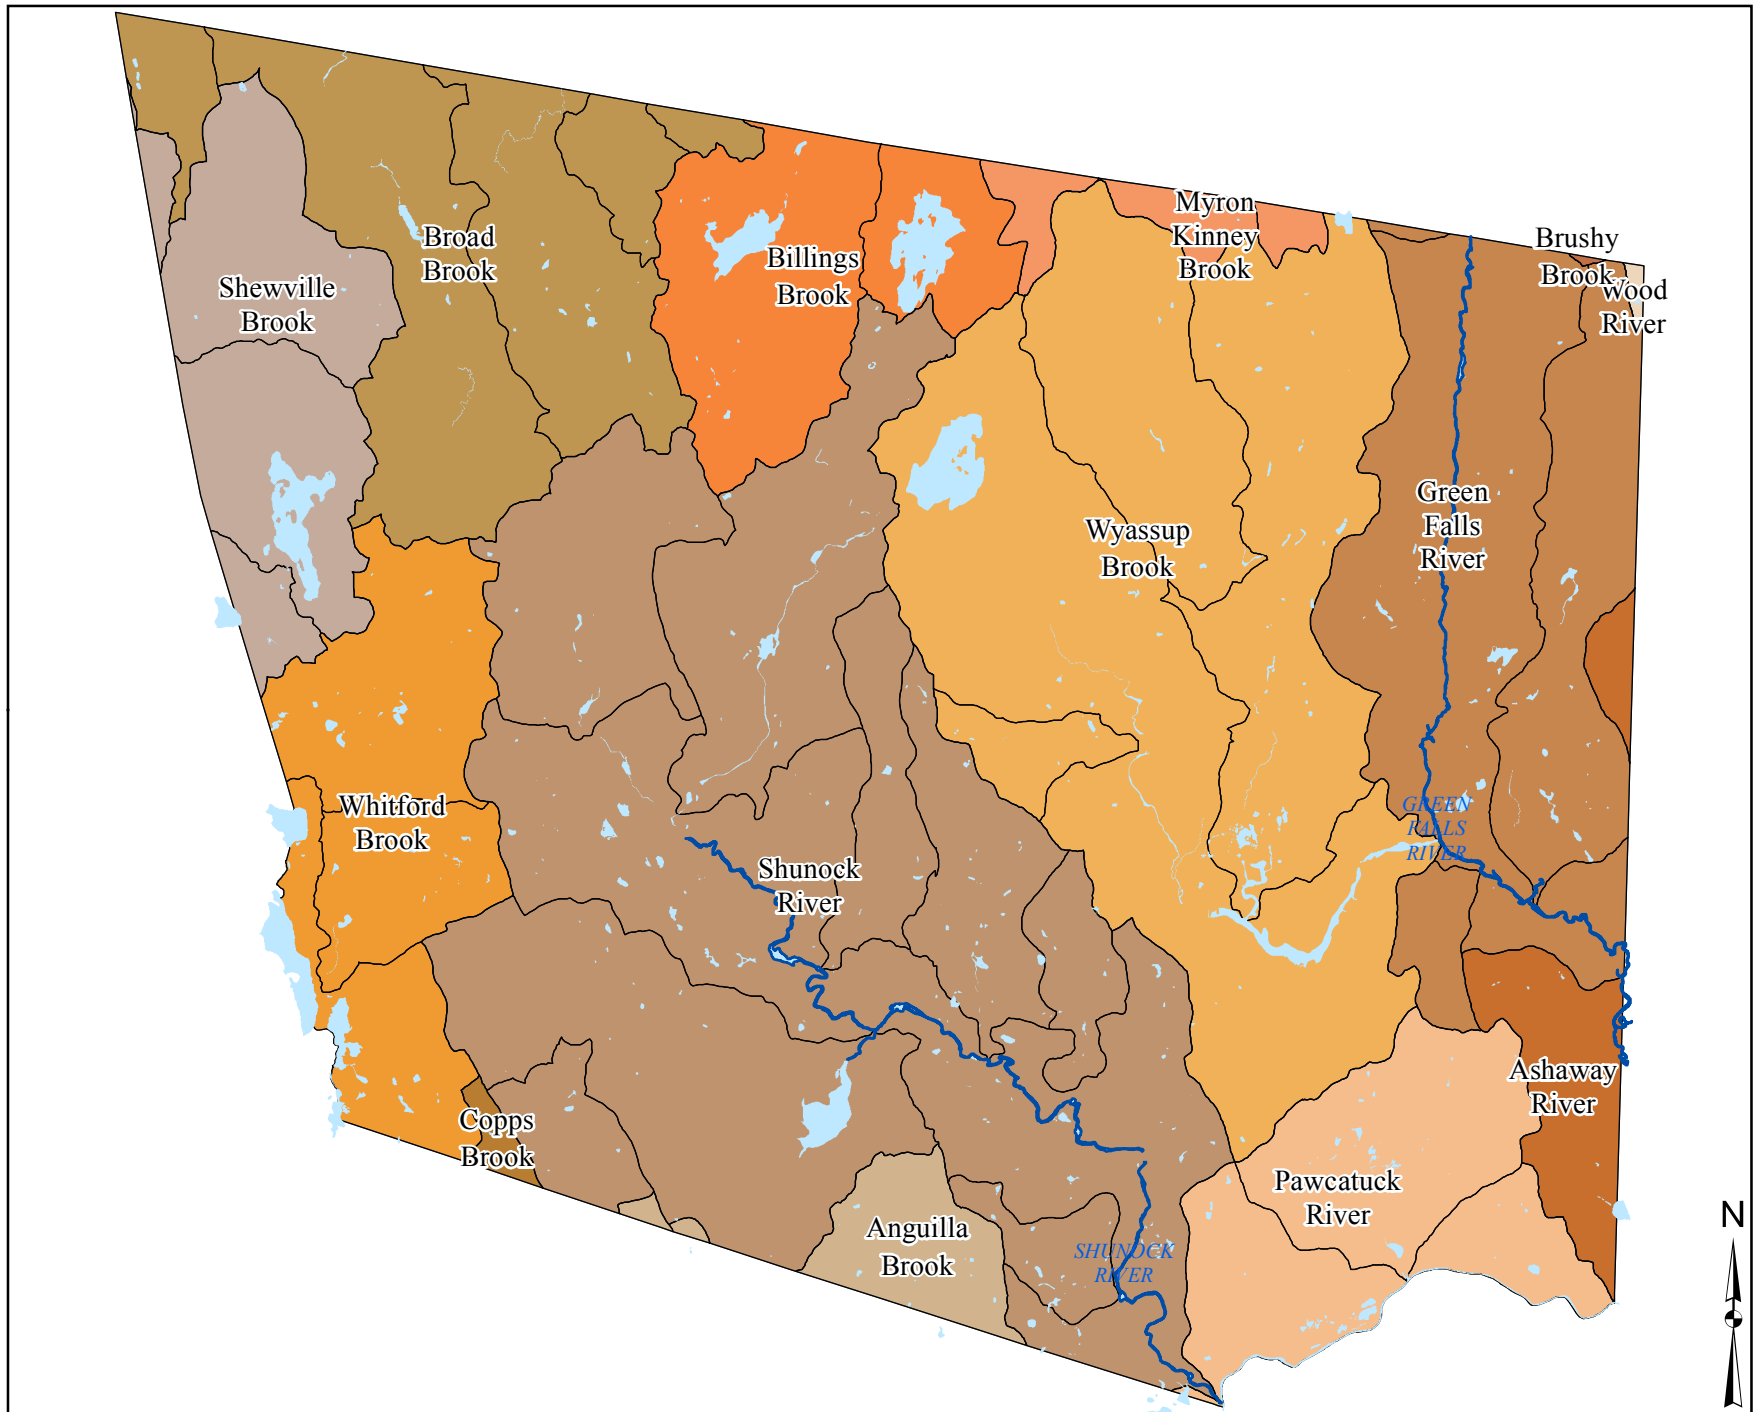 Myron
Kinney
Brook
Brushy
Brook
Wood
River
Broad
Brook
Billings
Brook
Shewville
Brook
Green
Falls
River
Wyassup
Brook
GREEN
FALLS
RIVER
Whitford
Brook
Shunock
River
Ashaway
River
Copps
Brook
Pawcatuck
River
Anguilla
Brook
SHUNOCK
RIVER
N